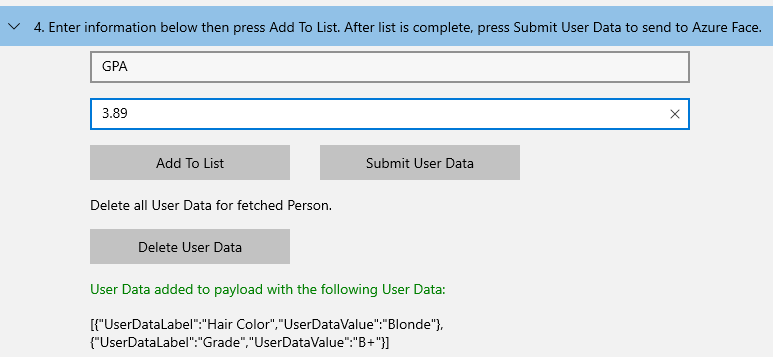 4. Enter information below then press Add To List. After list is complete, press Submit User Data to send to Azure Face.
GPA
3.89
Add To List
Submit User Data
Delete all User Data for fetched Person.
Delete User Data
User Data added to payload with the following User Data:
[{"UserDataLabel":"Hair Color","UserDataValue":"Blonde"},
{"UserDataLabel":"Grade","UserDataValue":"B+"}]